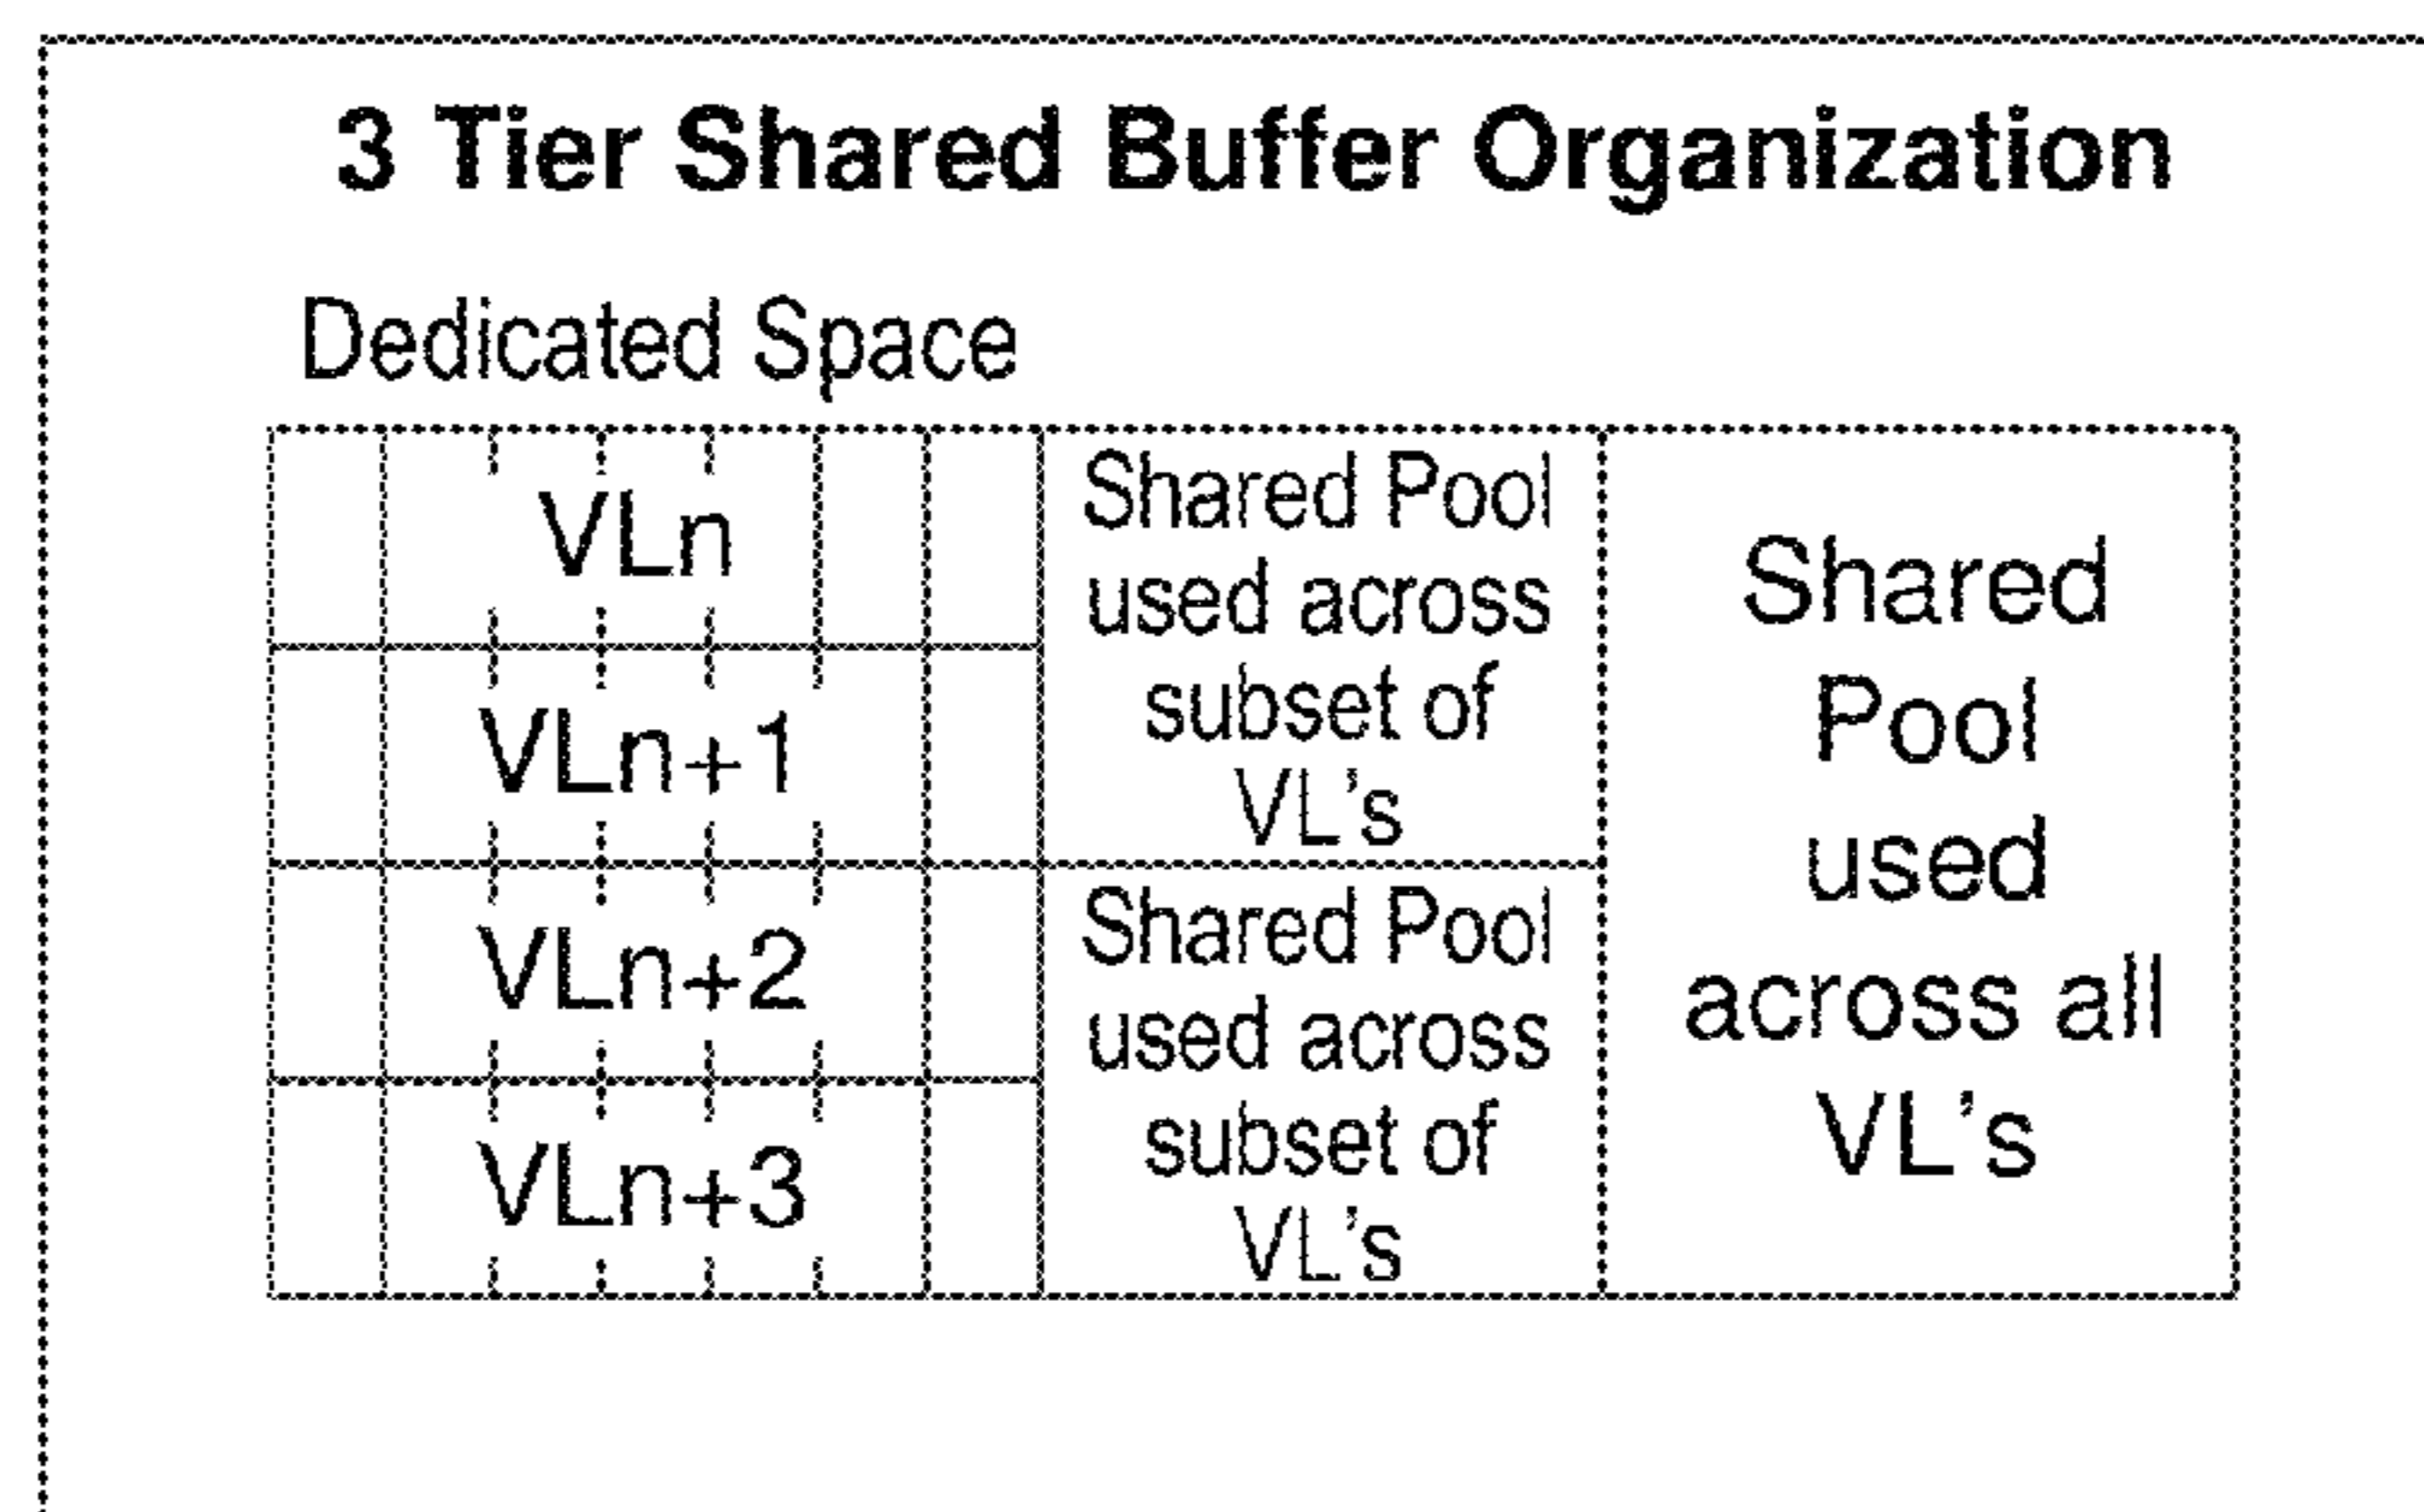 3 Tier Shared Buffer Organization
Dedicated Space
VLn
VLn+1
VLn+2
VLn+3
Shared Pool
used across
subset of
VL's
Shared Pool
used across
subset of
VL's
Shared
Pool
used
across all
VL's